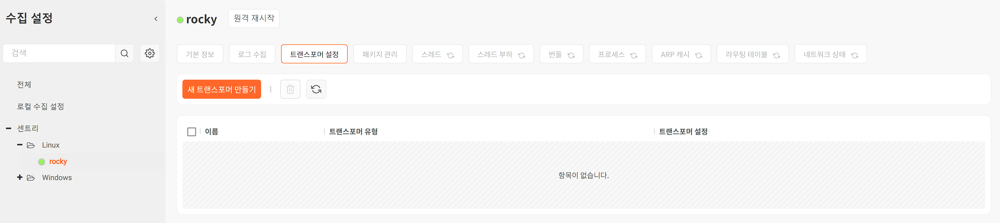 수집 설정
검색
전체
로컬 수집 설정
센트리
Linux
rocky
Windows
rocky 원격 재시작
기본 정보 로그 수집 트랜스포머 설정 패키지 관리 스레드 스레드 부하 번들 프로세스 ARP 캐시 라우팅 테이블 네트워크 상태
새 트랜스포머 만들기
이름 트랜스포머 유형 트랜스포머 설정
항목이 없습니다.